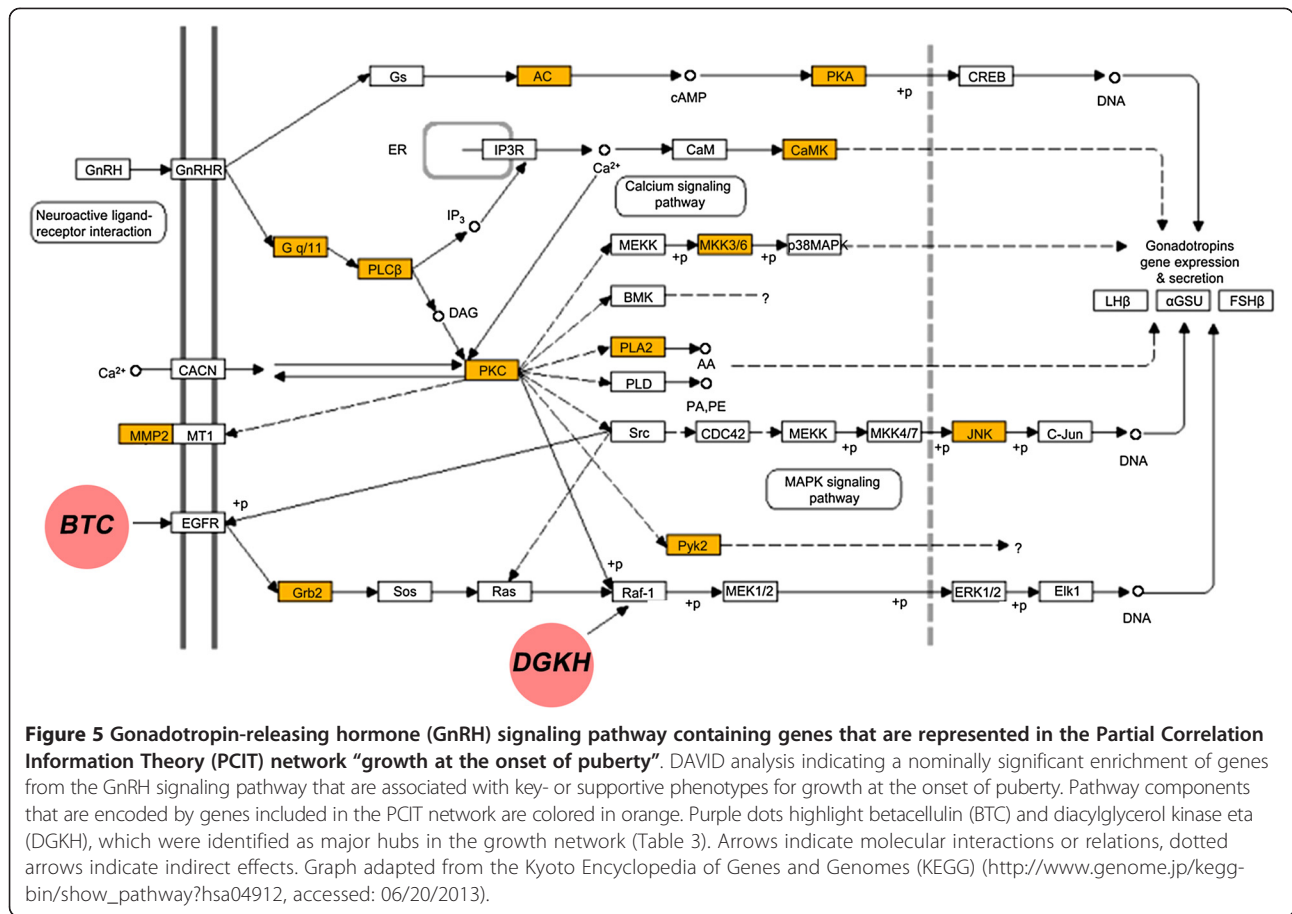 Gs AC cAMP PKA +p CREB DNA
ER IP3R Ca²⁺ CaM CaMK
GnRH GnRHR
Neuroactive ligand-
receptor interaction
Calcium signaling
pathway
IP₃
G q/11 PLCβ
DAG
MEKK +p MKK3/6 +p p38MAPK
Gonadotropins
gene expression
& secretion
LHβ αGSU FSHβ
BMK ?
PLA2 AA
Ca²⁺ CACN PKC
PLD PA,PE
MMP2 MT1
Src CDC42 MEKK +p MKK4/7 +p JNK +p C-Jun DNA
MAPK signaling
pathway
BTC +p EGFR
Pyk2 ?
Grb2 Sos Ras +p Raf-1 +p MEK1/2 +p ERK1/2 +p Elk1 DNA
DGKH
Figure 5 Gonadotropin-releasing hormone (GnRH) signaling pathway containing genes that are represented in the Partial Correlation
Information Theory (PCIT) network “growth at the onset of puberty”. DAVID analysis indicating a nominally significant enrichment of genes
from the GnRH signaling pathway that are associated with key- or supportive phenotypes for growth at the onset of puberty. Pathway components
that are encoded by genes included in the PCIT network are colored in orange. Purple dots highlight betacellulin (BTC) and diacylglycerol kinase eta
(DGKH), which were identified as major hubs in the growth network (Table 3). Arrows indicate molecular interactions or relations, dotted
arrows indicate indirect effects. Graph adapted from the Kyoto Encyclopedia of Genes and Genomes (KEGG) (http://www.genome.jp/kegg-
bin/show_pathway?hsa04912, accessed: 06/20/2013).